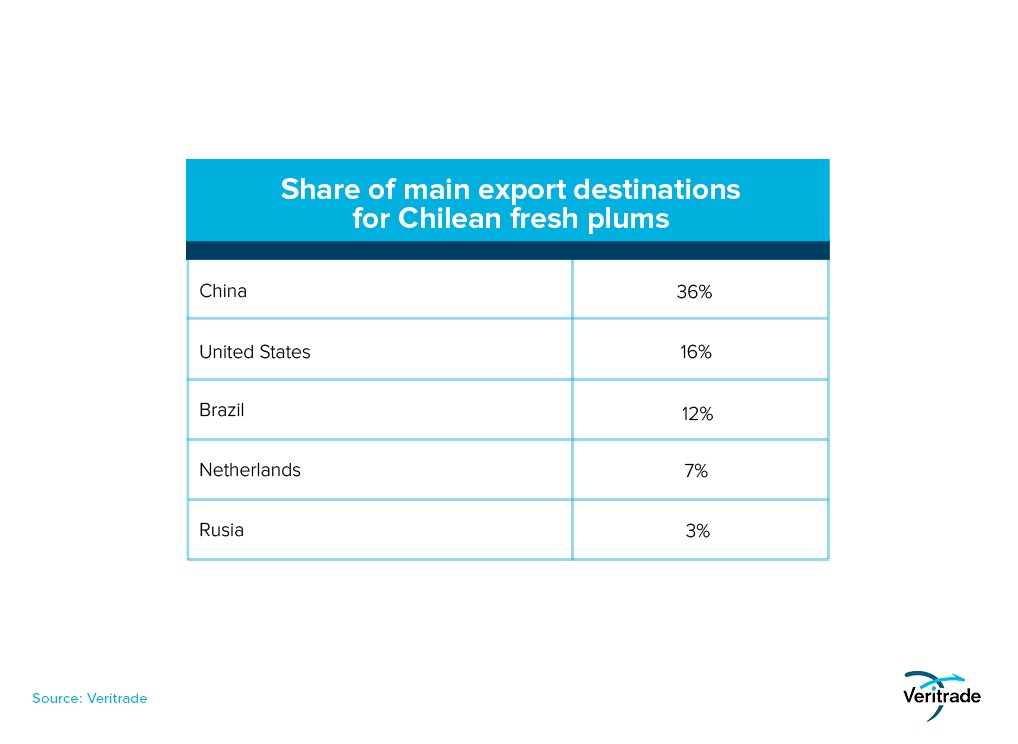 Share of main export destinations
for Chilean fresh plums
China 36%
United States 16%
Brazil 12%
Netherlands 7%
Rusia 3%
Source: Veritrade
Veritrade